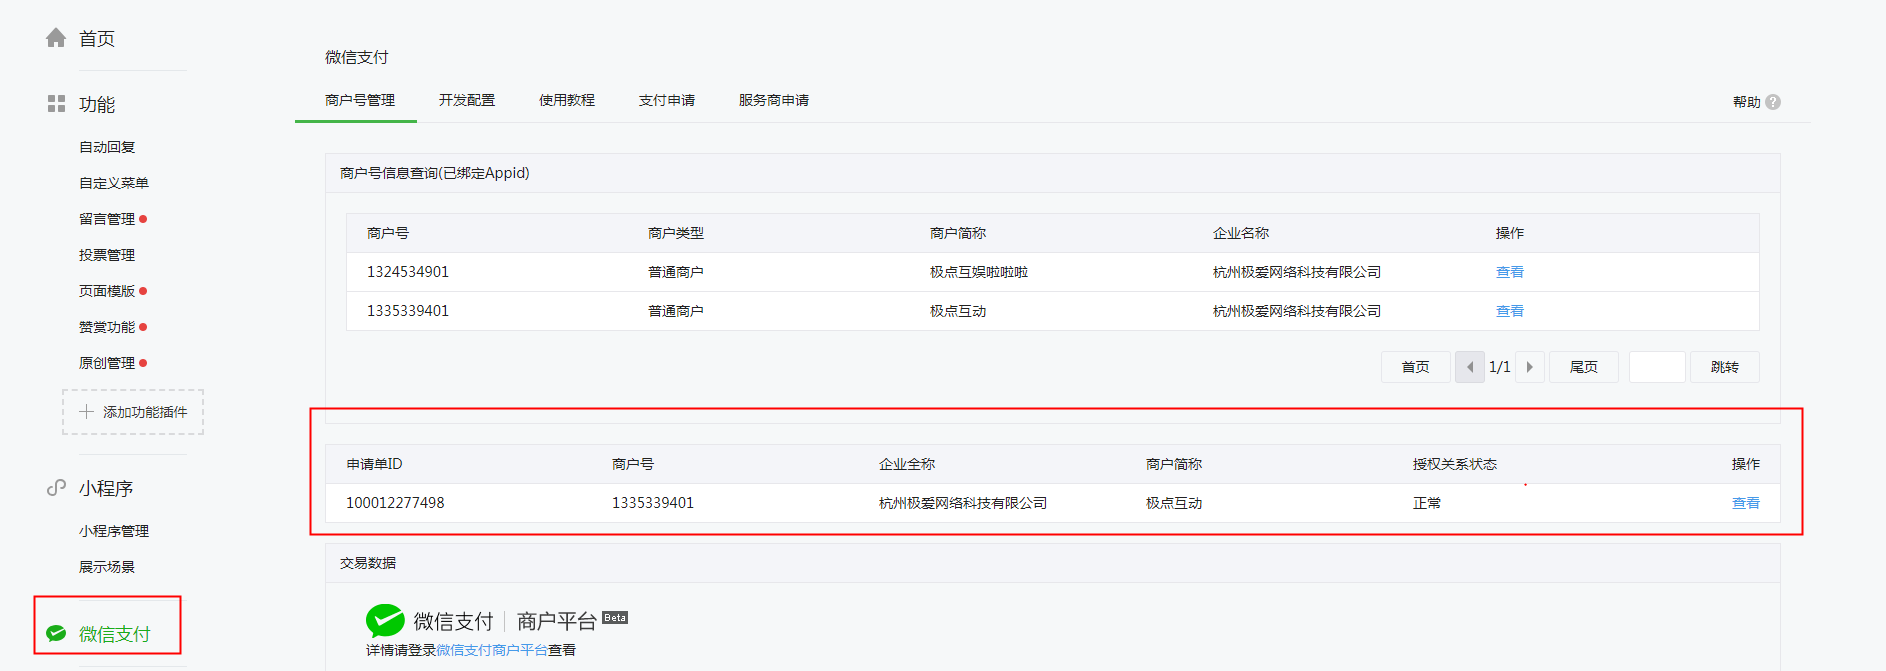 首页
功能
自动回复
自定义菜单
留言管理
投票管理
页面模版
赞赏功能
原创管理
添加功能插件
小程序
小程序管理
展示场景
微信支付
微信支付
商户号管理 开发配置 使用教程 支付申请 服务商申请 帮助 ?
商户号信息查询(已绑定Appid)
商户号 商户类型 商户简称 企业名称 操作
1324534901 普通商户 极点互娱啦啦啦 杭州极爱网络科技有限公司 查看
1335339401 普通商户 极点互动 杭州极爱网络科技有限公司 查看
首页 1/1 尾页 跳转
申请单ID 商户号 企业全称 商户简称 授权关系状态 操作
100012277498 1335339401 杭州极爱网络科技有限公司 极点互动 正常 查看
交易数据
微信支付 商户平台 Beta
详情请登录微信支付商户平台查看